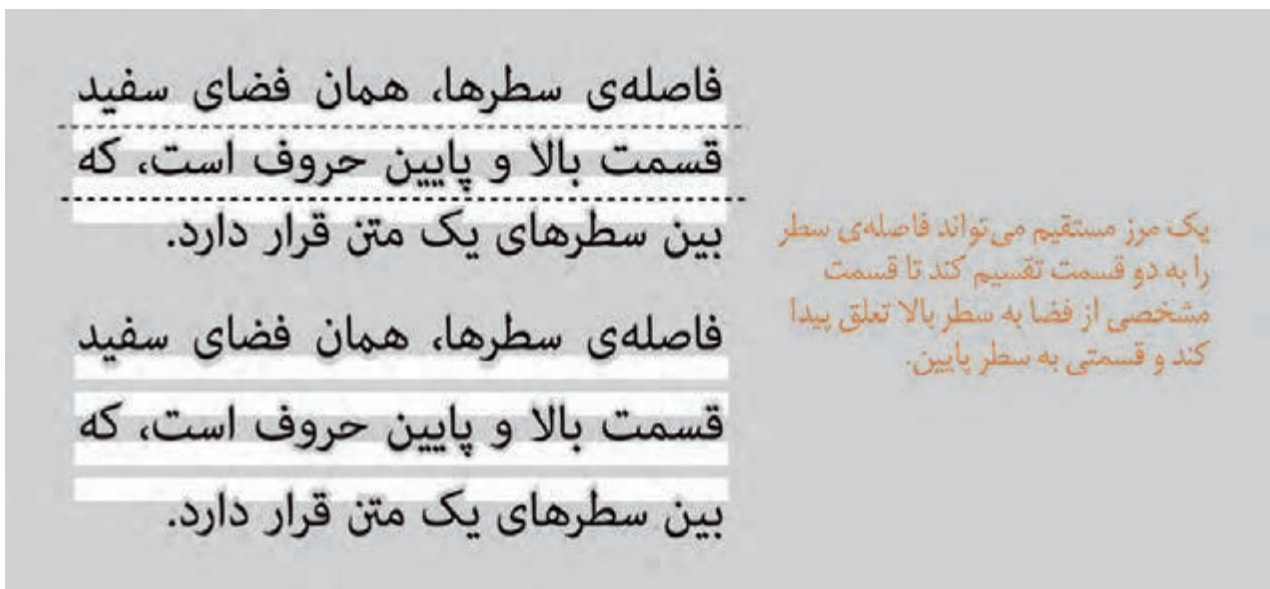 فاصله‌ی سطرها، همان فضای سفید
قسمت بالا و پایین حروف است، که
بین سطرهای یک متن قرار دارد.
یک مرز مستقیم می‌تواند فاصله‌ی سطر
را به دو قسمت تقسیم کند تا قسمت
مشخصی از فضا به سطر بالا تعلق پیدا
کند و قسمتی به سطر پایین.
فاصله‌ی سطرها، همان فضای سفید
قسمت بالا و پایین حروف است، که
بین سطرهای یک متن قرار دارد.